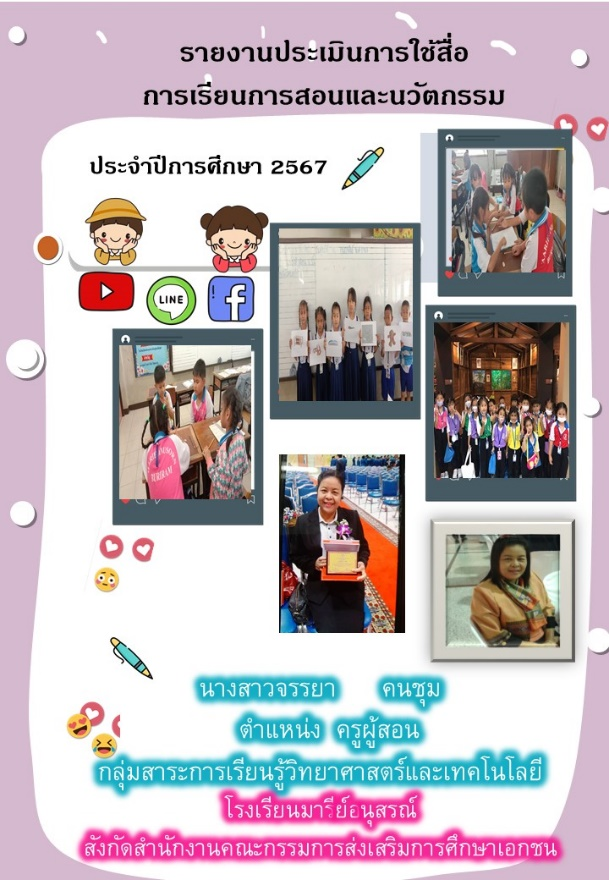 รายงานประเมินการใช้สื่อ
การเรียนการสอนและนวัตกรรม
ประจำปีการศึกษา 2567
LINE
นางสาวจรรยา คนชุม
ตำแหน่ง ครูผู้สอน
กลุ่มสาระการเรียนรู้วิทยาศาสตร์และเทคโนโลยี
โรงเรียนมารีย์อนุสรณ์
สังกัดสำนักงานคณะกรรมการส่งเสริมการศึกษาเอกชน